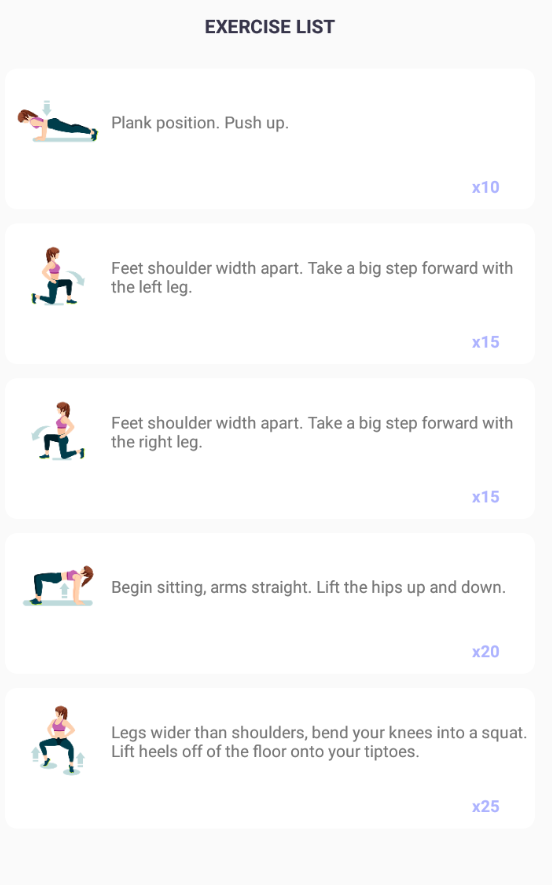 EXERCISE LIST
Plank position. Push up.
x10
Feet shoulder width apart. Take a big step forward with
the left leg.
x15
Feet shoulder width apart. Take a big step forward with
the right leg.
x15
Begin sitting, arms straight. Lift the hips up and down.
x20
Legs wider than shoulders, bend your knees into a squat.
Lift heels off of the floor onto your tiptoes.
x25